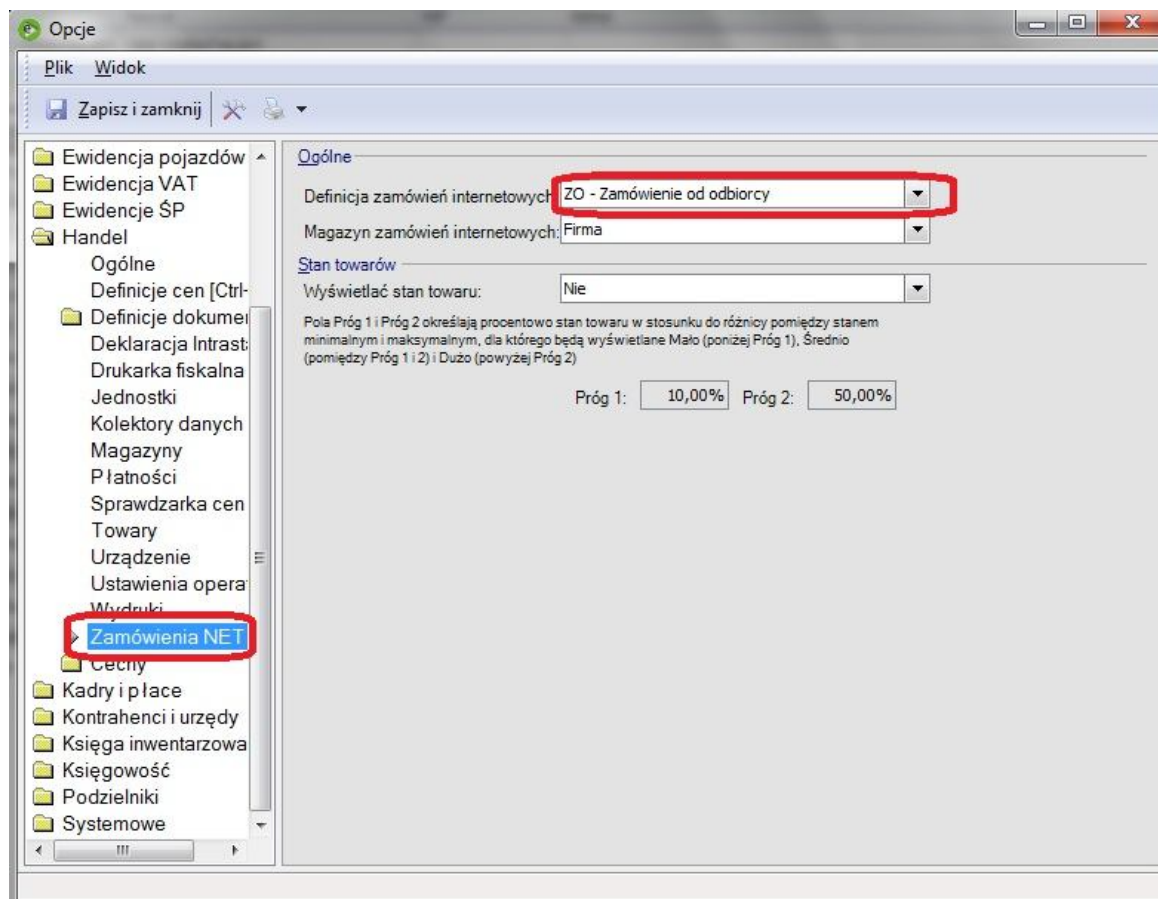 Opcje
Plik Widok
Zapisz i zamknij
Ewidencja pojazdów
Ewidencja VAT
Ewidencje ŚP
Handel
Ogólne
Definicje cen [Ctrl-
Definicje dokumer
Deklaracja Intrast
Drukarka fiskalna
Jednostki
Kolektory danych
Magazyny
Płatności
Sprawdzarka cen
Towary
Urządzenie
Ustawienia opera
Wydruki
Zamówienia NET
Cechy
Kadry i płace
Kontrahenci i urzędy
Księga inwentarzowa
Księgowość
Podzielniki
Systemowe
Ogólne
Definicja zamówień internetowych ZO - Zamówienie od odbiorcy
Magazyn zamówień internetowych: Firma
Stan towarów
Wyświetlać stan towaru: Nie
Pola Próg 1 i Próg 2 określają procentowo stan towaru w stosunku do różnicy pomiędzy stanem
minimalnym i maksymalnym, dla którego będą wyświetlane Mało (poniżej Próg 1), Średnio
(pomiędzy Próg 1 i 2) i Dużo (powyżej Próg 2)
Próg 1: 10,00% Próg 2: 50,00%